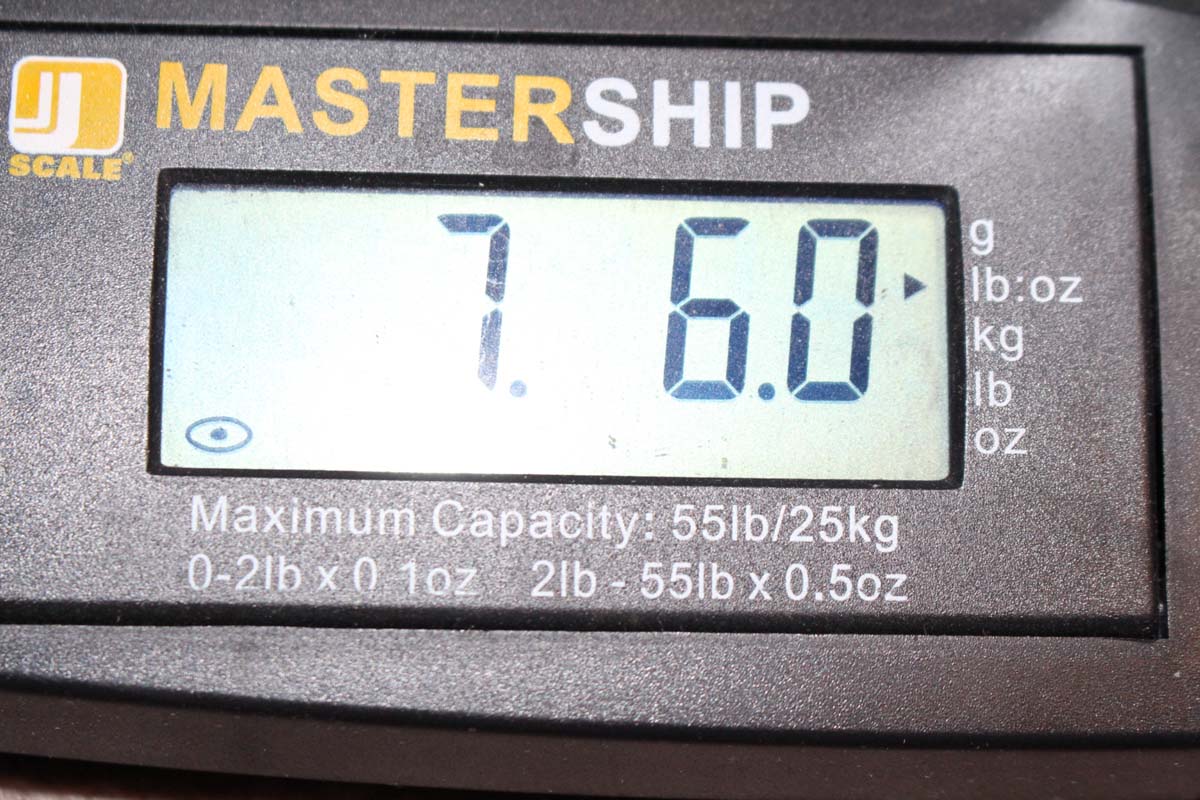 MASTERSHIP
JJ
SCALE®
7. 6.0
g
lb:oz
kg
lb
oz
Maximum Capacity: 55lb/25kg
0-2lb x 0 1oz 2lb - 55lb x 0.5oz